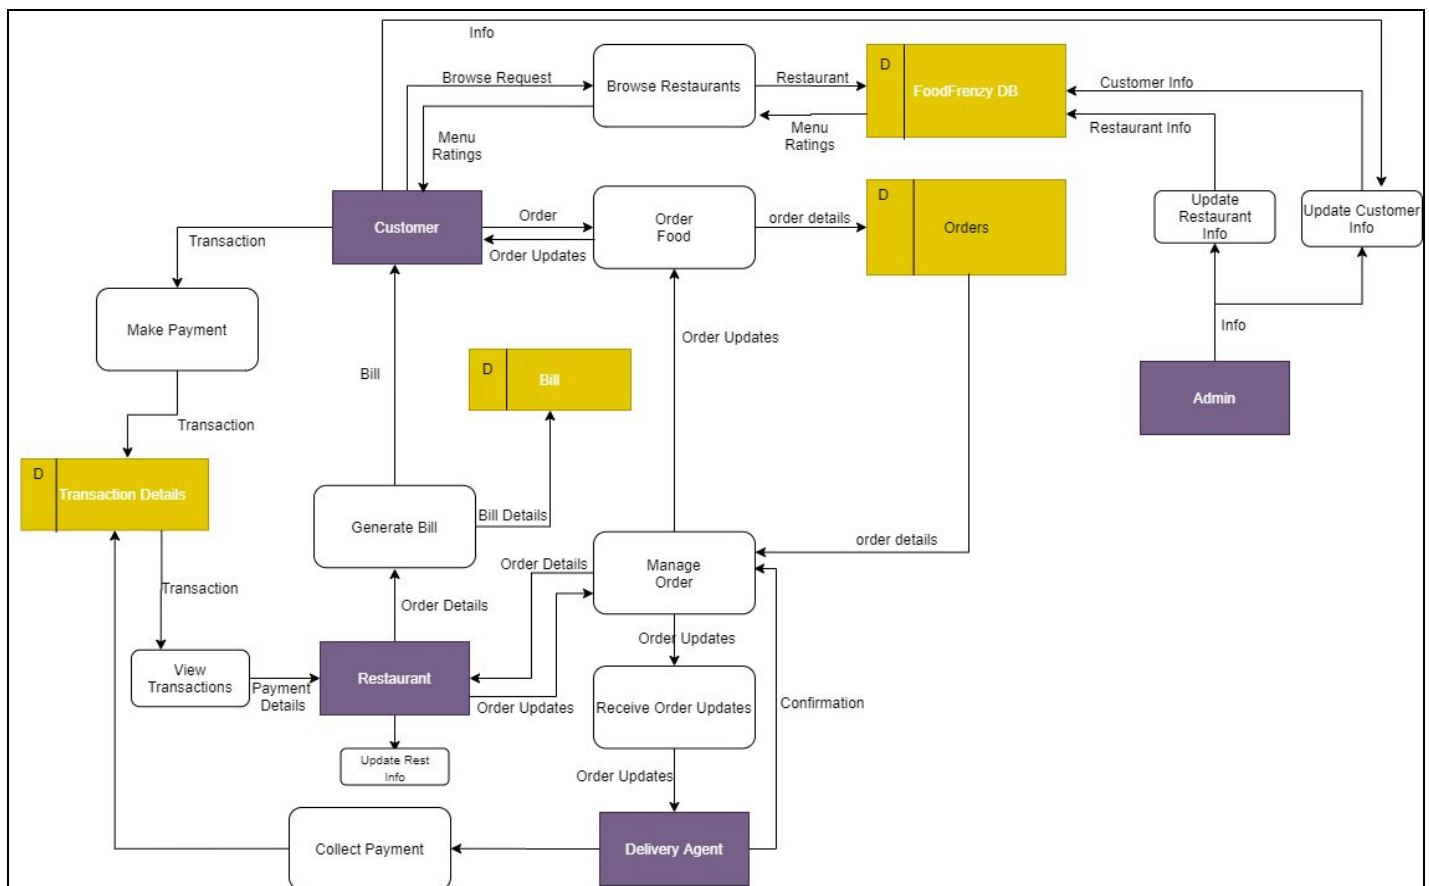 Info
Browse Request
Browse Restaurants
Restaurant
D
FoodFrenzy DB
Customer Info
Menu
Ratings
Menu
Ratings
Restaurant Info
Customer
Order
Order
Food
order details
D
Orders
Update
Restaurant
Info
Update Customer
Info
Transaction
Order Updates
Make Payment
Order Updates
Info
Bill
D
Bill
Admin
Transaction
D
Transaction Details
Generate Bill
Bill Details
order details
Manage
Order
Order Details
Transaction
Order Details
Order Updates
View
Transactions
Payment
Details
Restaurant
Order Updates
Receive Order Updates
Confirmation
Update Rest
Info
Order Updates
Collect Payment
Delivery Agent